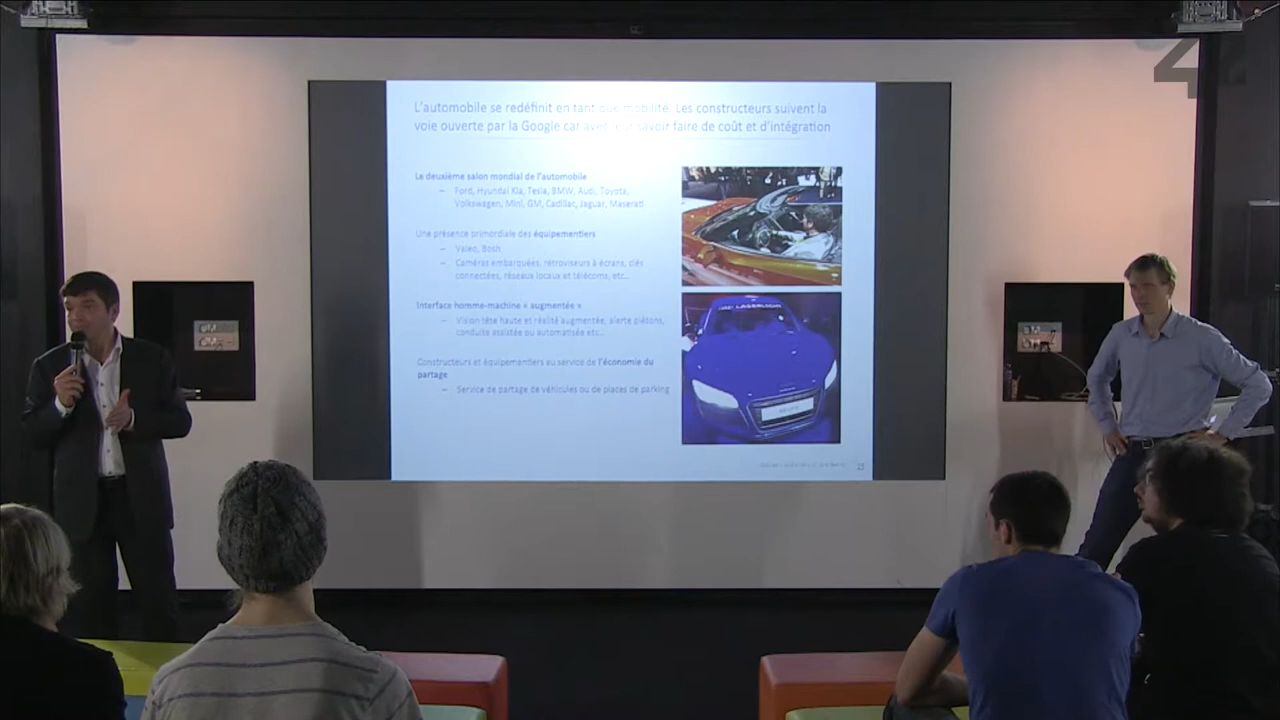 42
L'automobile se redéfinit en tant que mobilité. Les constructeurs suivent la
voie ouverte par la Google car avec leur savoir faire de coût et d'intégration
Le deuxième salon mondial de l'automobile
– Ford, Hyundai Kia, Tesla, BMW, Audi, Toyota,
Volkswagen, Mini, GM, Cadillac, Jaguar, Maserati
Une présence primordiale des équipementiers
– Valeo, Bosh
– Caméras embarquées, rétroviseurs à écrans, clés
connectées, réseaux locaux et télécoms, etc...
Interface homme-machine « augmentée »
– Vision tête haute et réalité augmentée, alerte piétons,
conduite assistée ou automatisée etc...
Constructeurs et équipementiers au service de l'économie du
partage
– Service de partage de véhicules ou de places de parking
LASERLIGHT